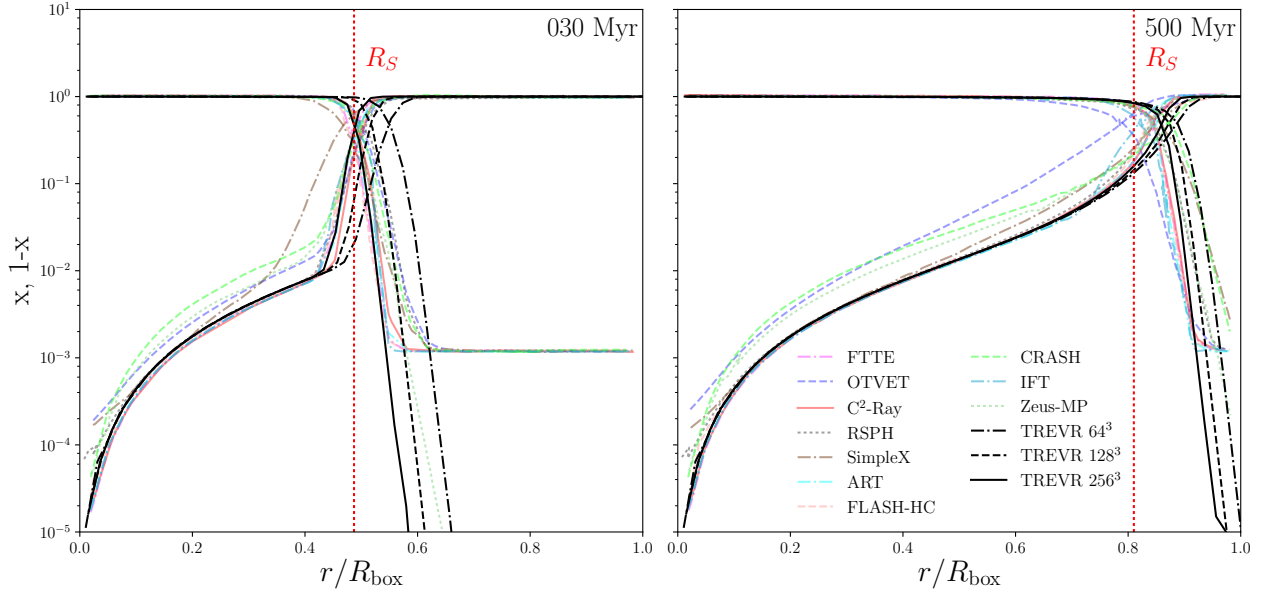 030 Myr
500 Myr
R_S
R_S
x, 1-x
10^1
10^0
10^-1
10^-2
10^-3
10^-4
10^-5
FTTE
OTVET
C^2-Ray
RSPH
SimpleX
ART
FLASH-HC
CRASH
IFT
Zeus-MP
TREVR 64^3
TREVR 128^3
TREVR 256^3
0.0 0.2 0.4 0.6 0.8 1.0
0.0 0.2 0.4 0.6 0.8 1.0
r/R_box
r/R_box